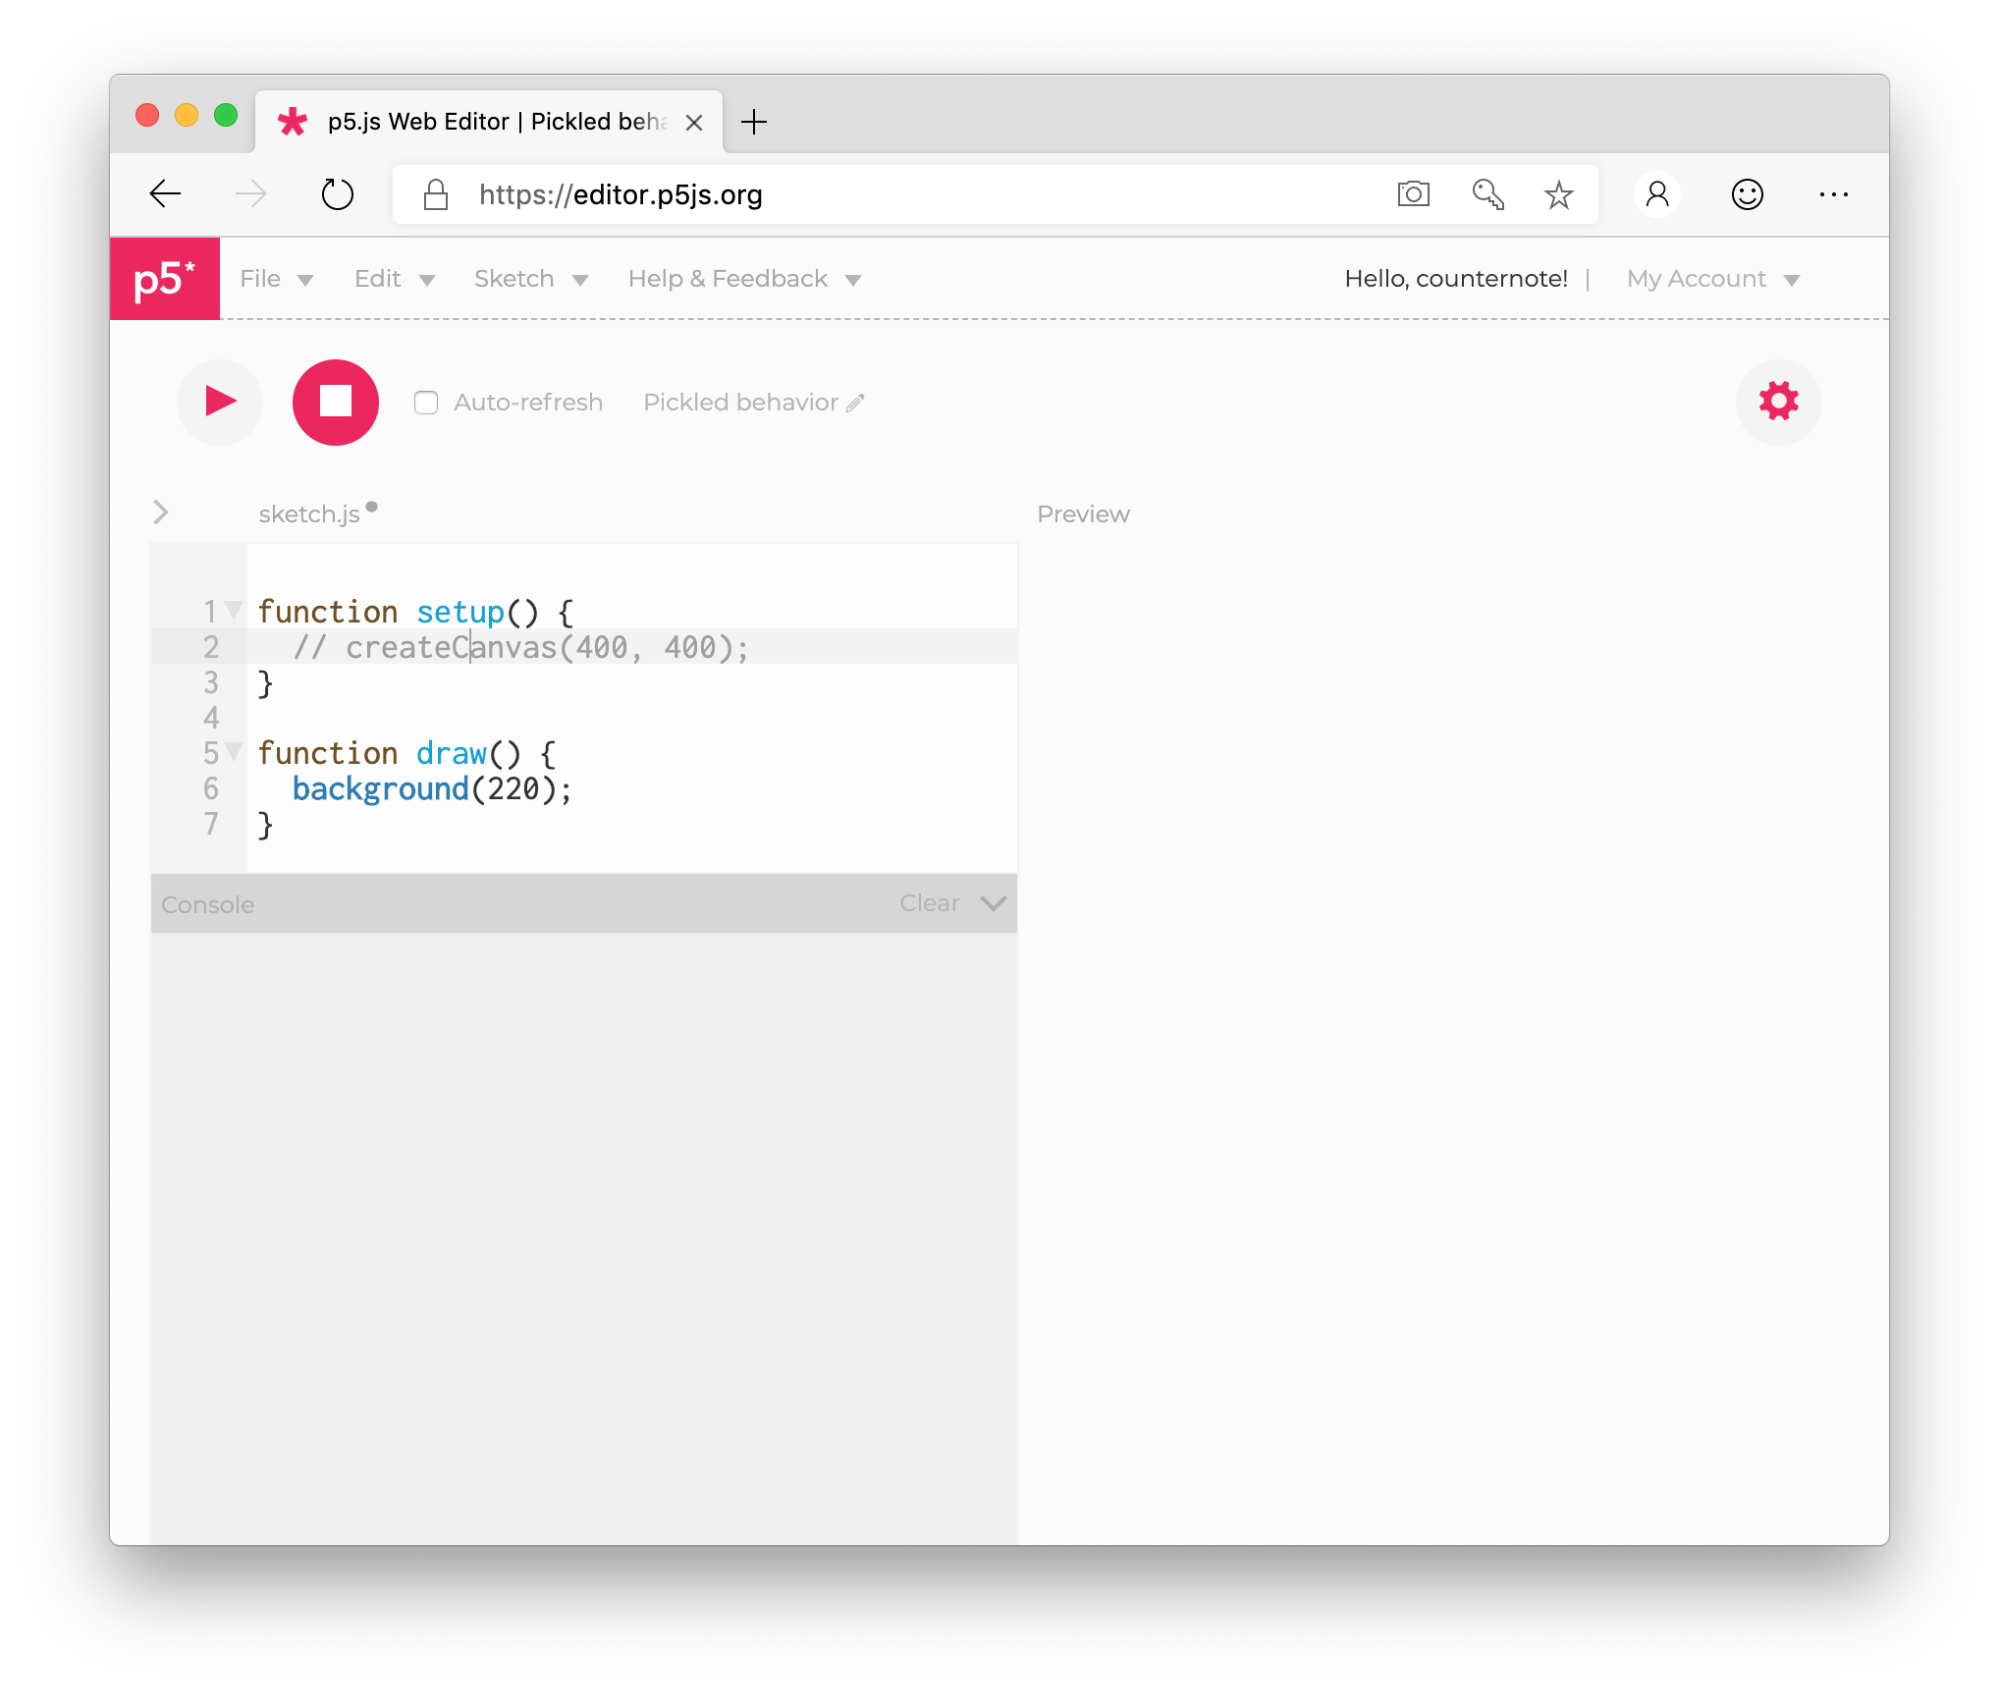 p5.js Web Editor | Pickled beha
https://editor.p5js.org
p5* File Edit Sketch Help & Feedback Hello, counternote! | My Account
Auto-refresh Pickled behavior
sketch.js Preview
1 function setup() {
2   // createCanvas(400, 400);
3 }
4
5 function draw() {
6   background(220);
7 }
Console Clear